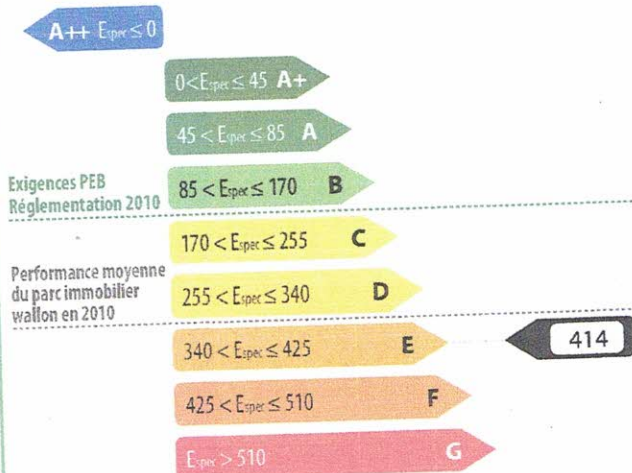 A++ Espec ≤ 0
0<Espec ≤ 45 A+
45 < Espec ≤ 85 A
Exigences PEB
Réglementation 2010
85 < Espec ≤ 170 B
170 < Espec ≤ 255 C
Performance moyenne
du parc immobilier
wallon en 2010
255 < Espec ≤ 340 D
340 < Espec ≤ 425 E
414
425 < Espec ≤ 510 F
Espec > 510 G